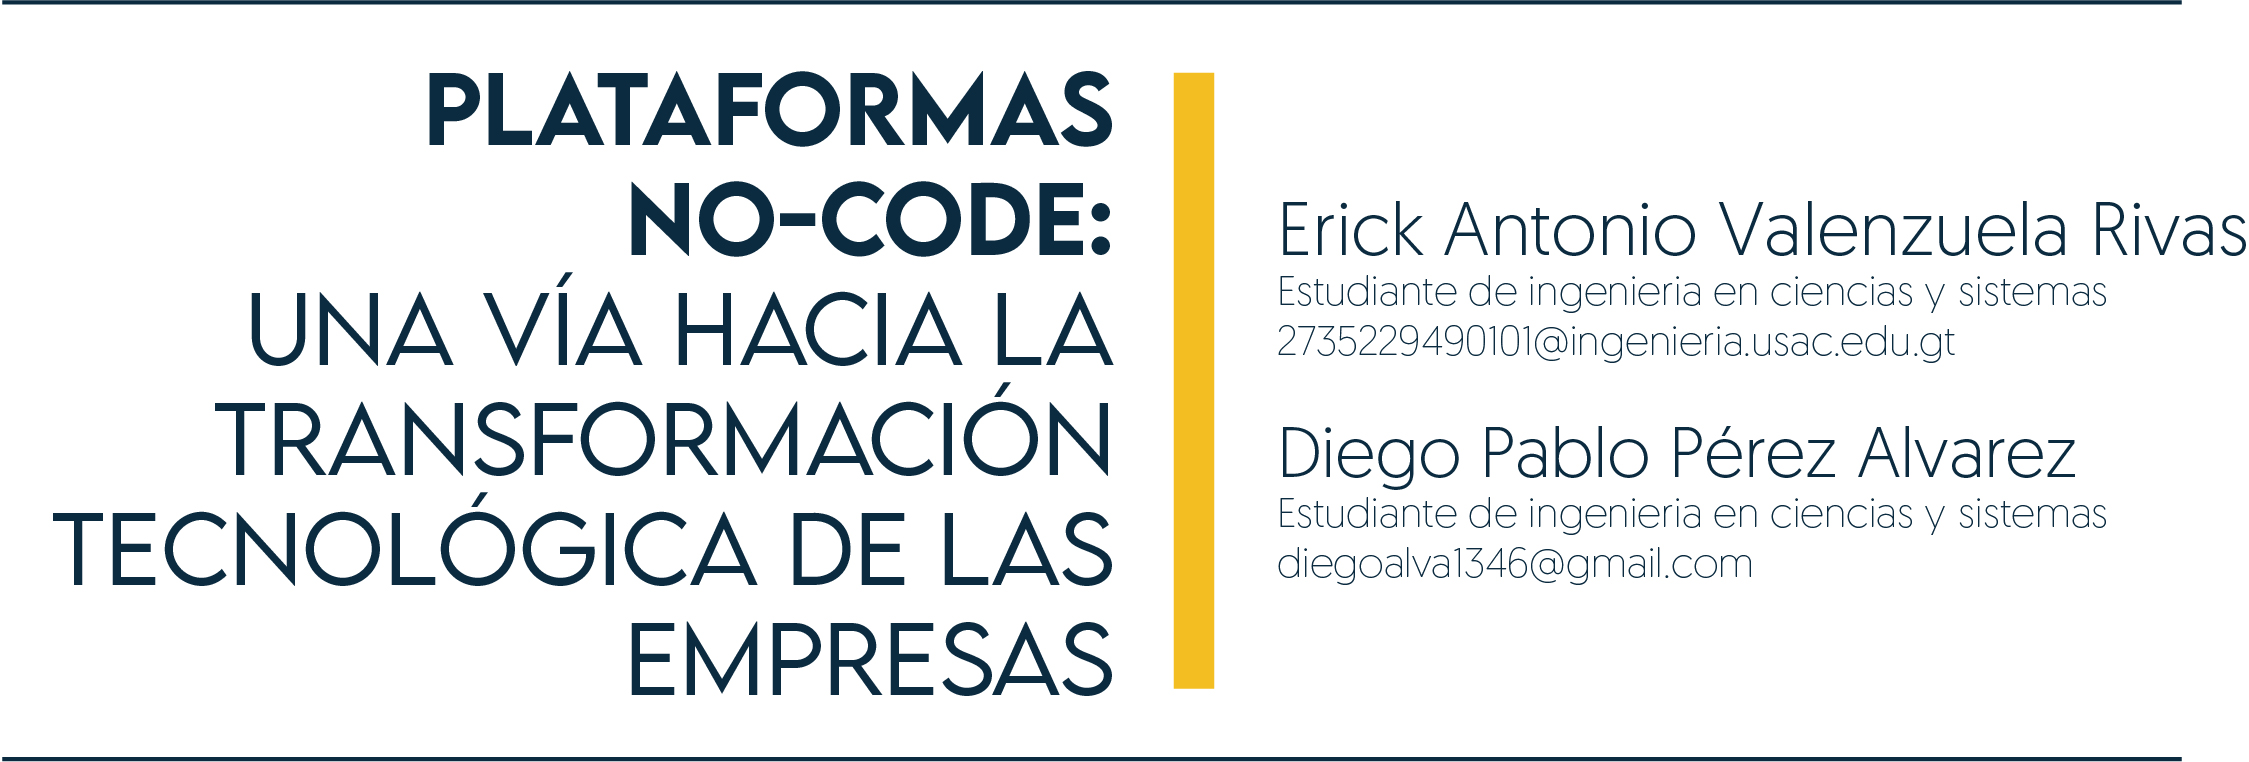 PLATAFORMAS
NO-CODE:
UNA VÍA HACIA LA
TRANSFORMACIÓN
TECNOLÓGICA DE LAS
EMPRESAS
Erick Antonio Valenzuela Rivas
Estudiante de ingenieria en ciencias y sistemas
2735229490101@ingenieria.usac.edu.gt
Diego Pablo Pérez Alvarez
Estudiante de ingenieria en ciencias y sistemas
diegoalva1346@gmail.com